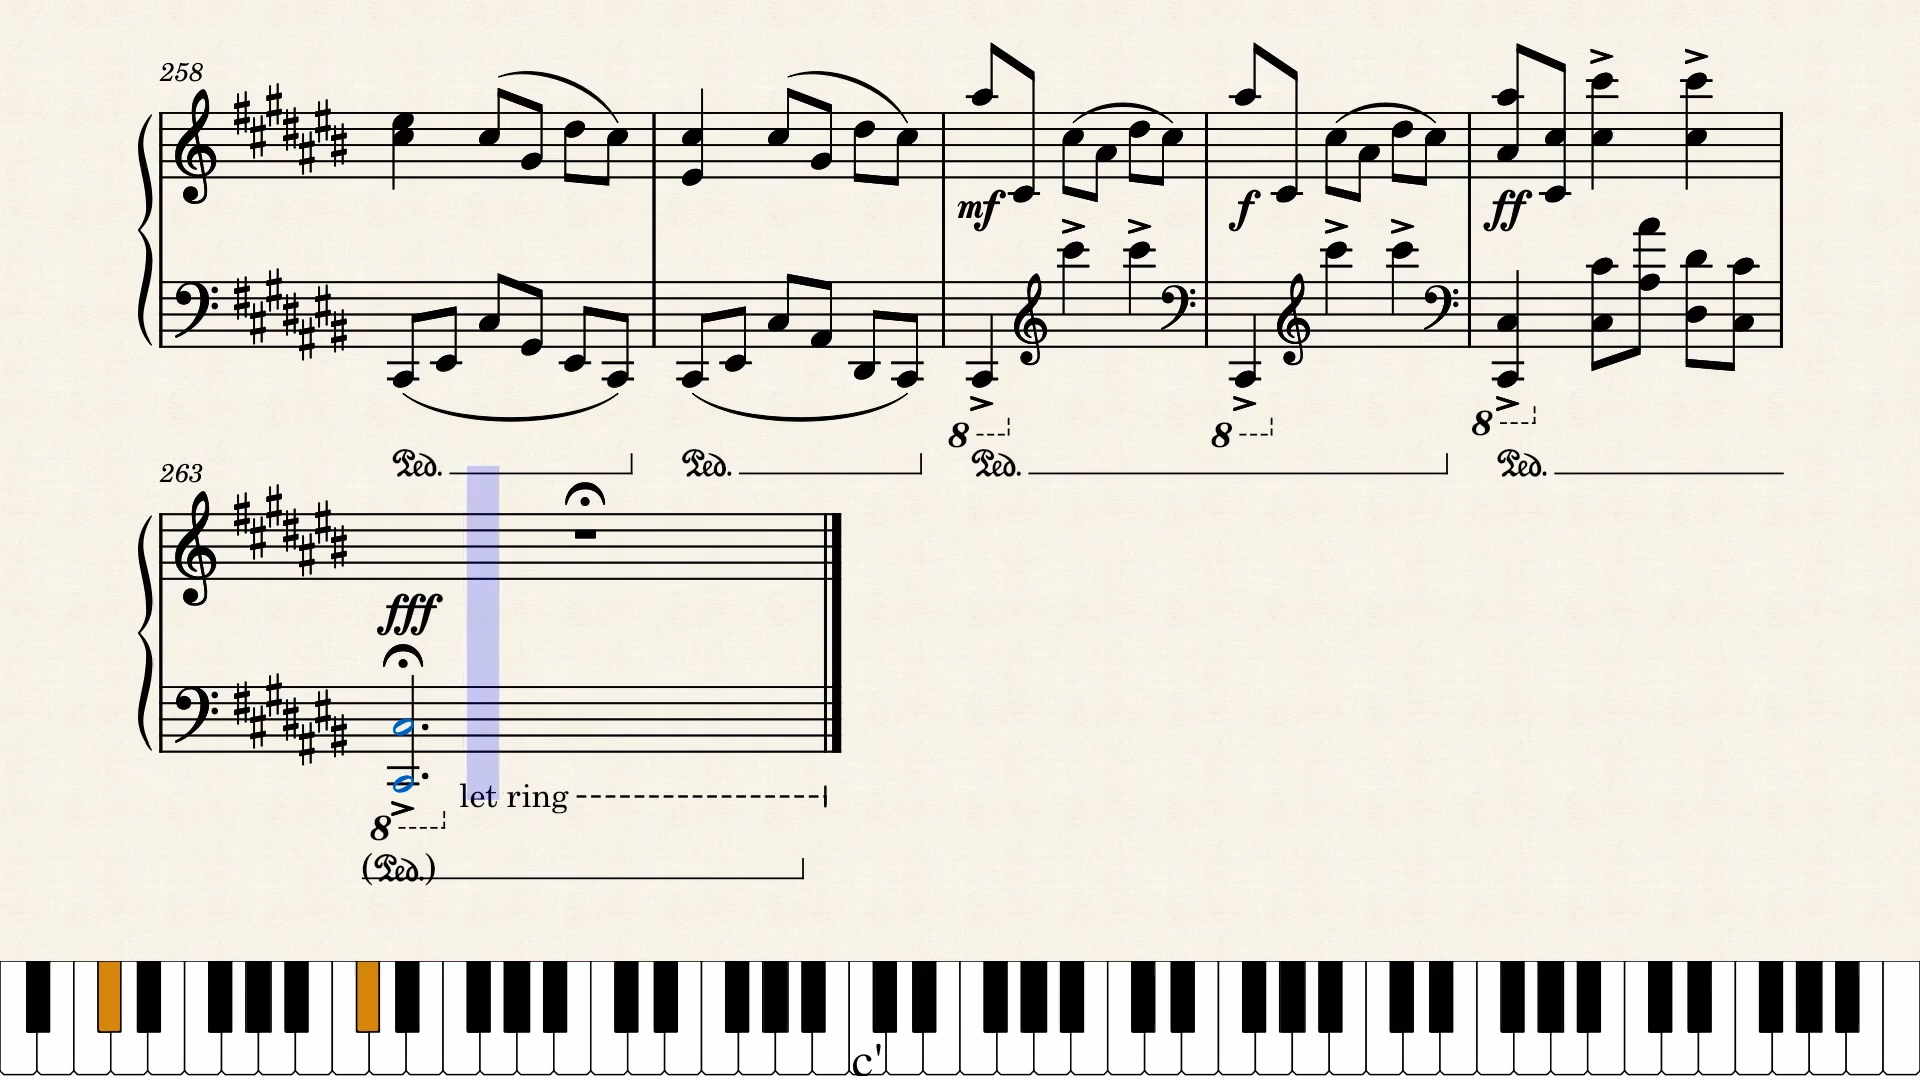 258
mf f ff
8 8 8
Ped. Ped. Ped. Ped.
263
fff
let ring
8
(Ped.)
c'